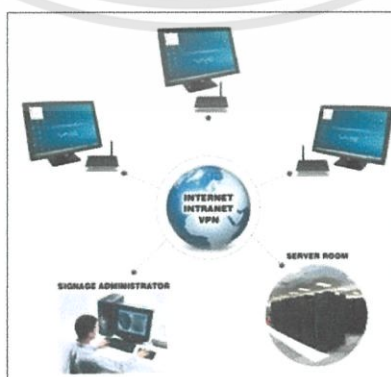 INTERNET
INTRANET
VPN
SERVER ROOM
SIGNAGE ADMINISTRATOR